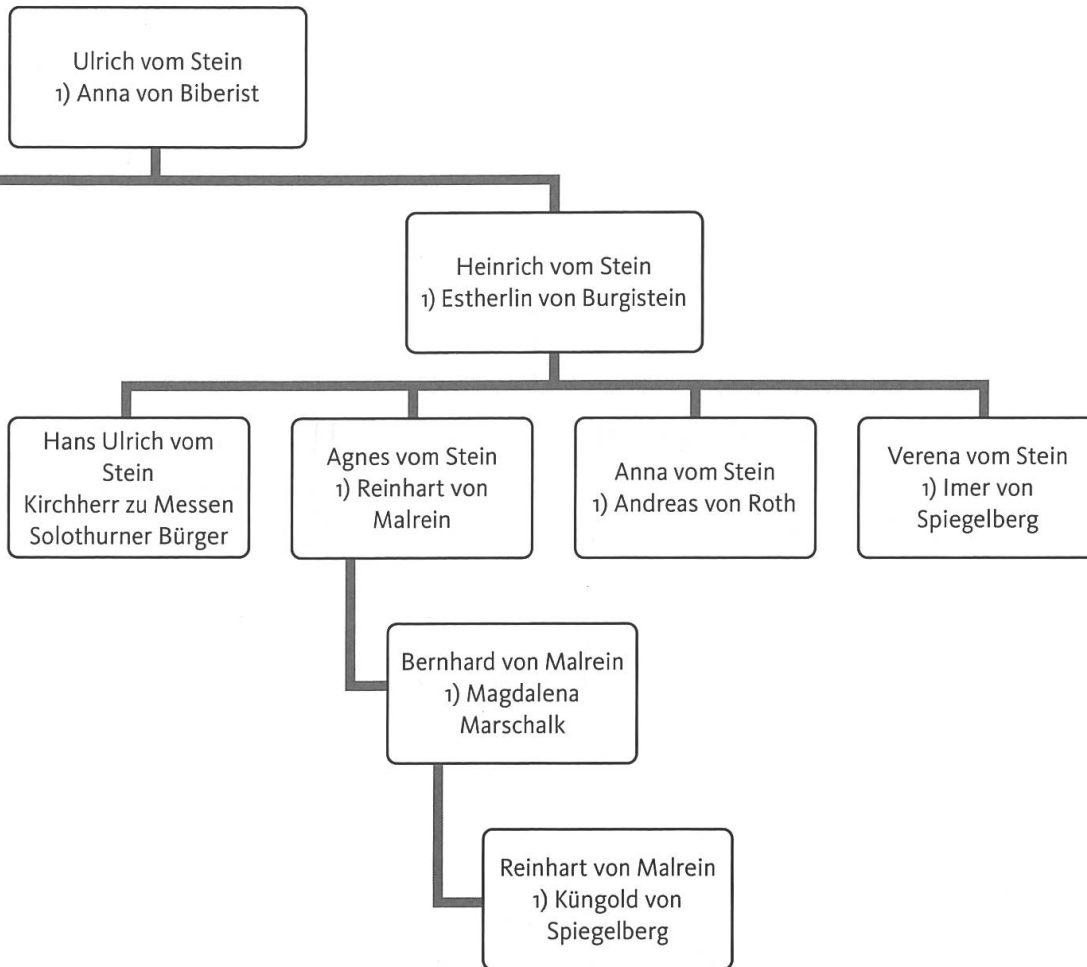 Ulrich vom Stein
1) Anna von Biberist
Heinrich vom Stein
1) Estherlin von Burgistein
Hans Ulrich vom
Stein
Kirchherr zu Messen
Solothurner Bürger
Agnes vom Stein
1) Reinhart von
Malrein
Anna vom Stein
1) Andreas von Roth
Verena vom Stein
1) Imer von
Spiegelberg
Bernhard von Malrein
1) Magdalena
Marschalk
Reinhart von Malrein
1) Küngold von
Spiegelberg